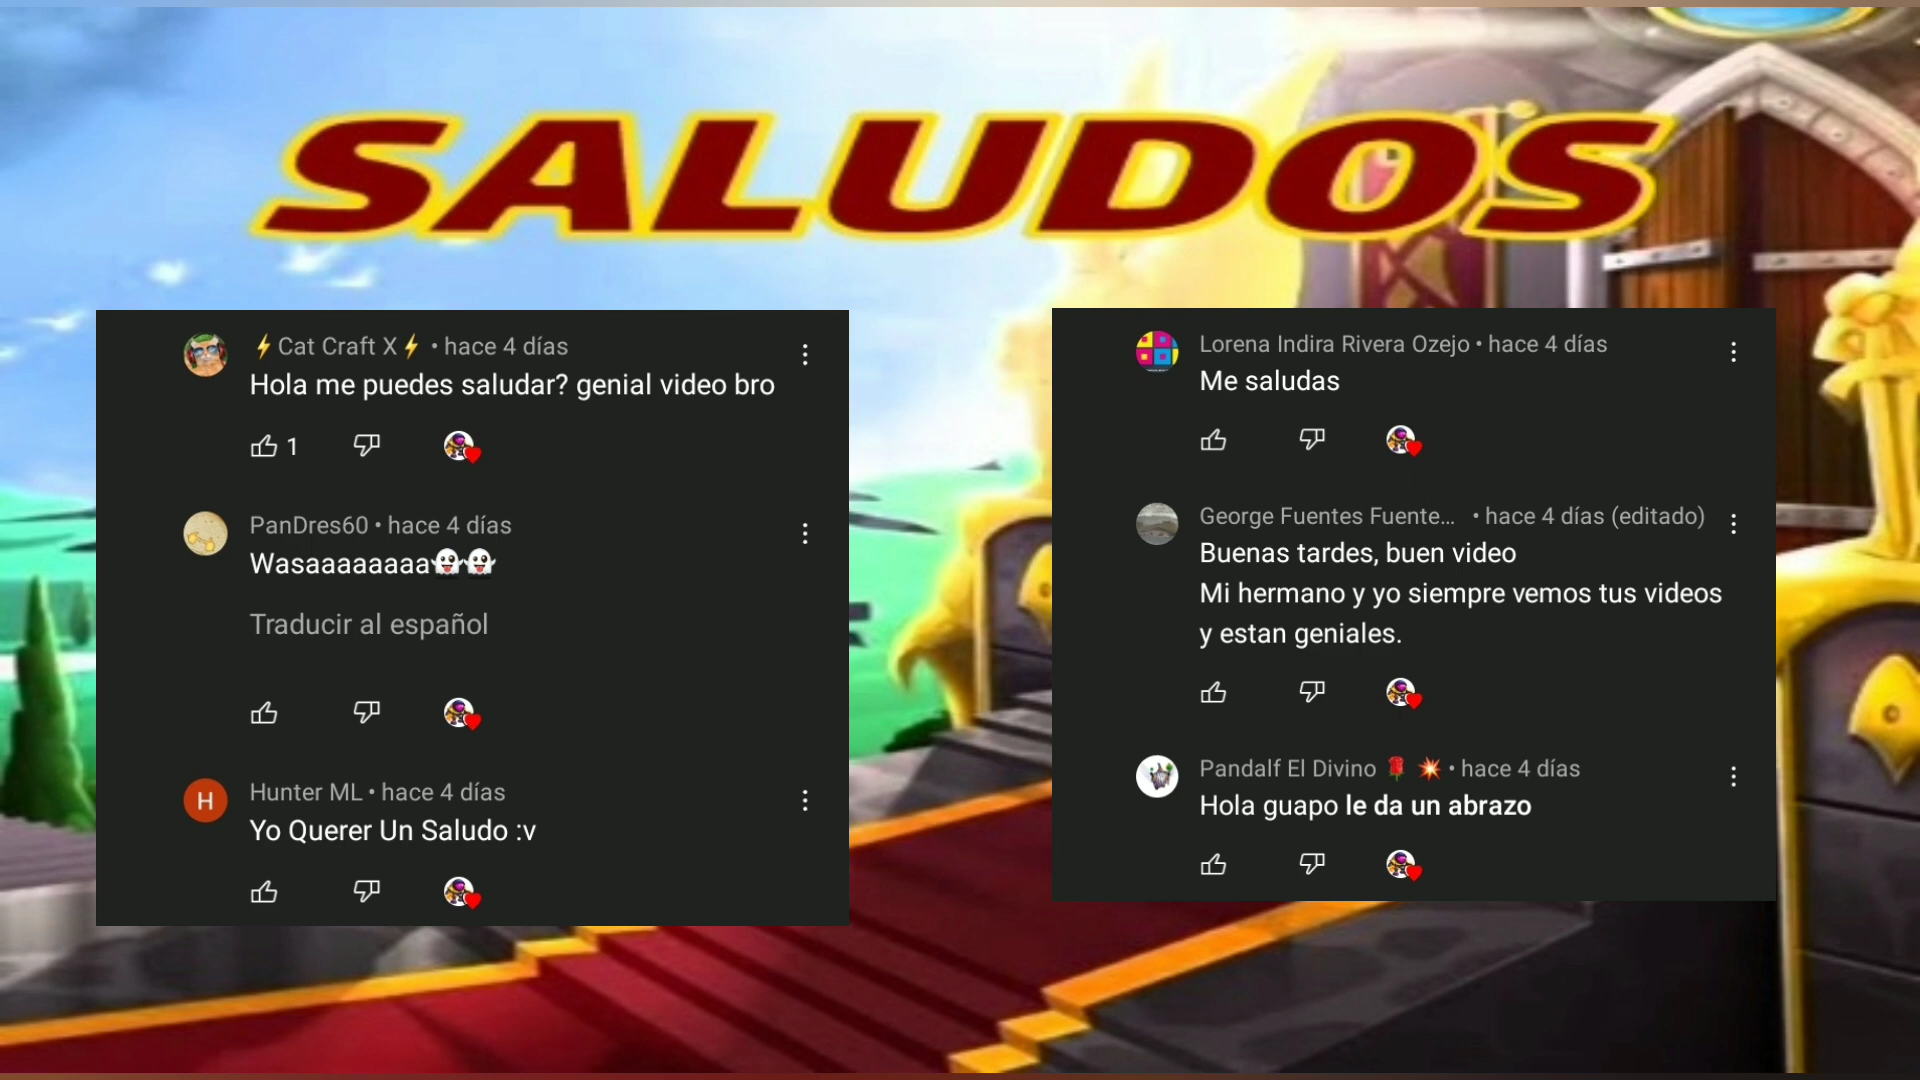 SALUDOS
⚡Cat Craft X⚡ • hace 4 días
Hola me puedes saludar? genial video bro
1
PanDres60 • hace 4 días
Wasaaaaaaaa👻👻
Traducir al español
H
Hunter ML • hace 4 días
Yo Querer Un Saludo :v
Lorena Indira Rivera Ozejo • hace 4 días
Me saludas
George Fuentes Fuente... • hace 4 días (editado)
Buenas tardes, buen video
Mi hermano y yo siempre vemos tus videos
y estan geniales.
Pandalf El Divino 🌹 💥 • hace 4 días
Hola guapo le da un abrazo